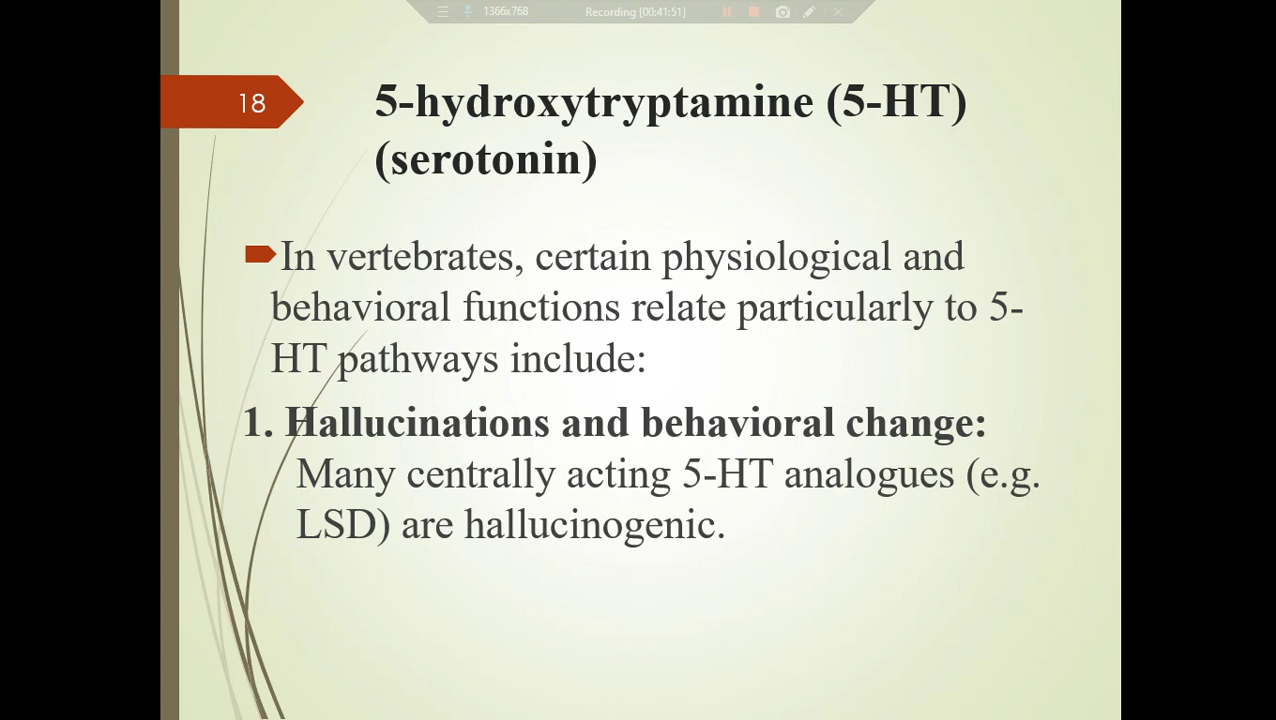 1366x768 Recording [00:41:51]
18
5-hydroxytryptamine (5-HT)
(serotonin)
In vertebrates, certain physiological and
behavioral functions relate particularly to 5-
HT pathways include:
1. Hallucinations and behavioral change:
Many centrally acting 5-HT analogues (e.g.
LSD) are hallucinogenic.